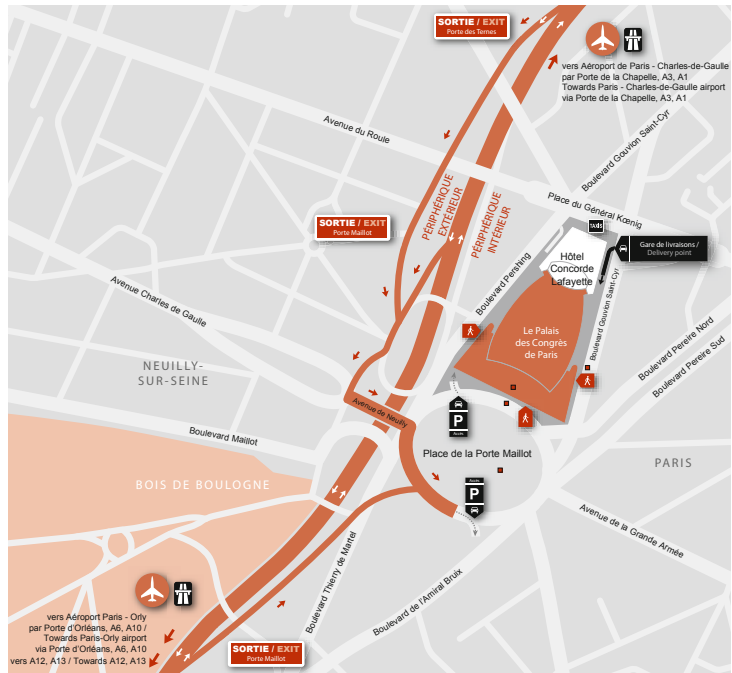 SORTIE / EXIT
Porte des Ternes
vers Aéroport de Paris - Charles-de-Gaulle
par Porte de la Chapelle, A3, A1
Towards Paris - Charles-de-Gaulle airport
via Porte de la Chapelle, A3, A1
Avenue du Roule
Boulevard Gouvion Saint-Cyr
Place du Général Kœnig
PÉRIPHÉRIQUE
EXTÉRIEUR
PÉRIPHÉRIQUE
INTÉRIEUR
SORTIE / EXIT
Porte Maillot
TAXIS
Gare de livraisons /
Delivery point
Hôtel
Concorde
Lafayette
Boulevard Pershing
Boulevard Gouvion Saint-Cyr
Avenue Charles de Gaulle
Le Palais
des Congrès
de Paris
Boulevard Pereire Nord
Boulevard Pereire Sud
NEUILLY-
SUR-SEINE
Avenue de Neuilly
P
Accès
Boulevard Maillot
Place de la Porte Maillot
PARIS
BOIS DE BOULOGNE
Accès
P
Avenue de la Grande Armée
Boulevard Thierry de Martel
Boulevard de l'Amiral Bruix
vers Aéroport Paris - Orly
par Porte d'Orléans, A6, A10 /
Towards Paris-Orly airport
via Porte d'Orléans, A6, A10
vers A12, A13 / Towards A12, A13
SORTIE / EXIT
Porte Maillot